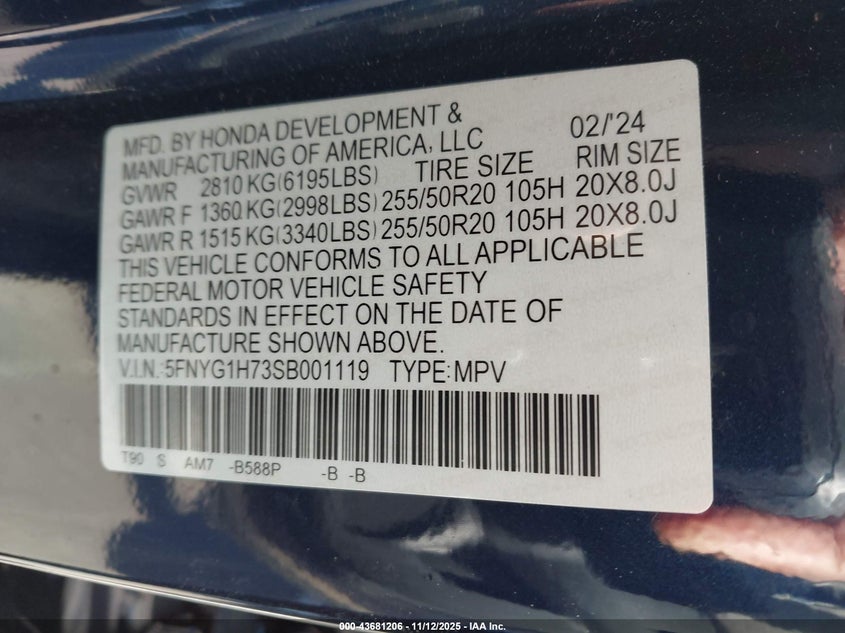 MFD. BY HONDA DEVELOPMENT & 02/'24
MANUFACTURING OF AMERICA, LLC
GVWR 2810 KG(6195LBS) TIRE SIZE RIM SIZE
GAWR F 1360 KG(2998LBS) 255/50R20 105H 20X8.0J
GAWR R 1515 KG(3340LBS) 255/50R20 105H 20X8.0J
THIS VEHICLE CONFORMS TO ALL APPLICABLE
FEDERAL MOTOR VEHICLE SAFETY
STANDARDS IN EFFECT ON THE DATE OF
MANUFACTURE SHOWN ABOVE.
V.I.N.:5FNYG1H73SB001119 TYPE:MPV
T90 S AM7 -B588P -B -B
000-43681206 - 11/12/2025 - IAA Inc.